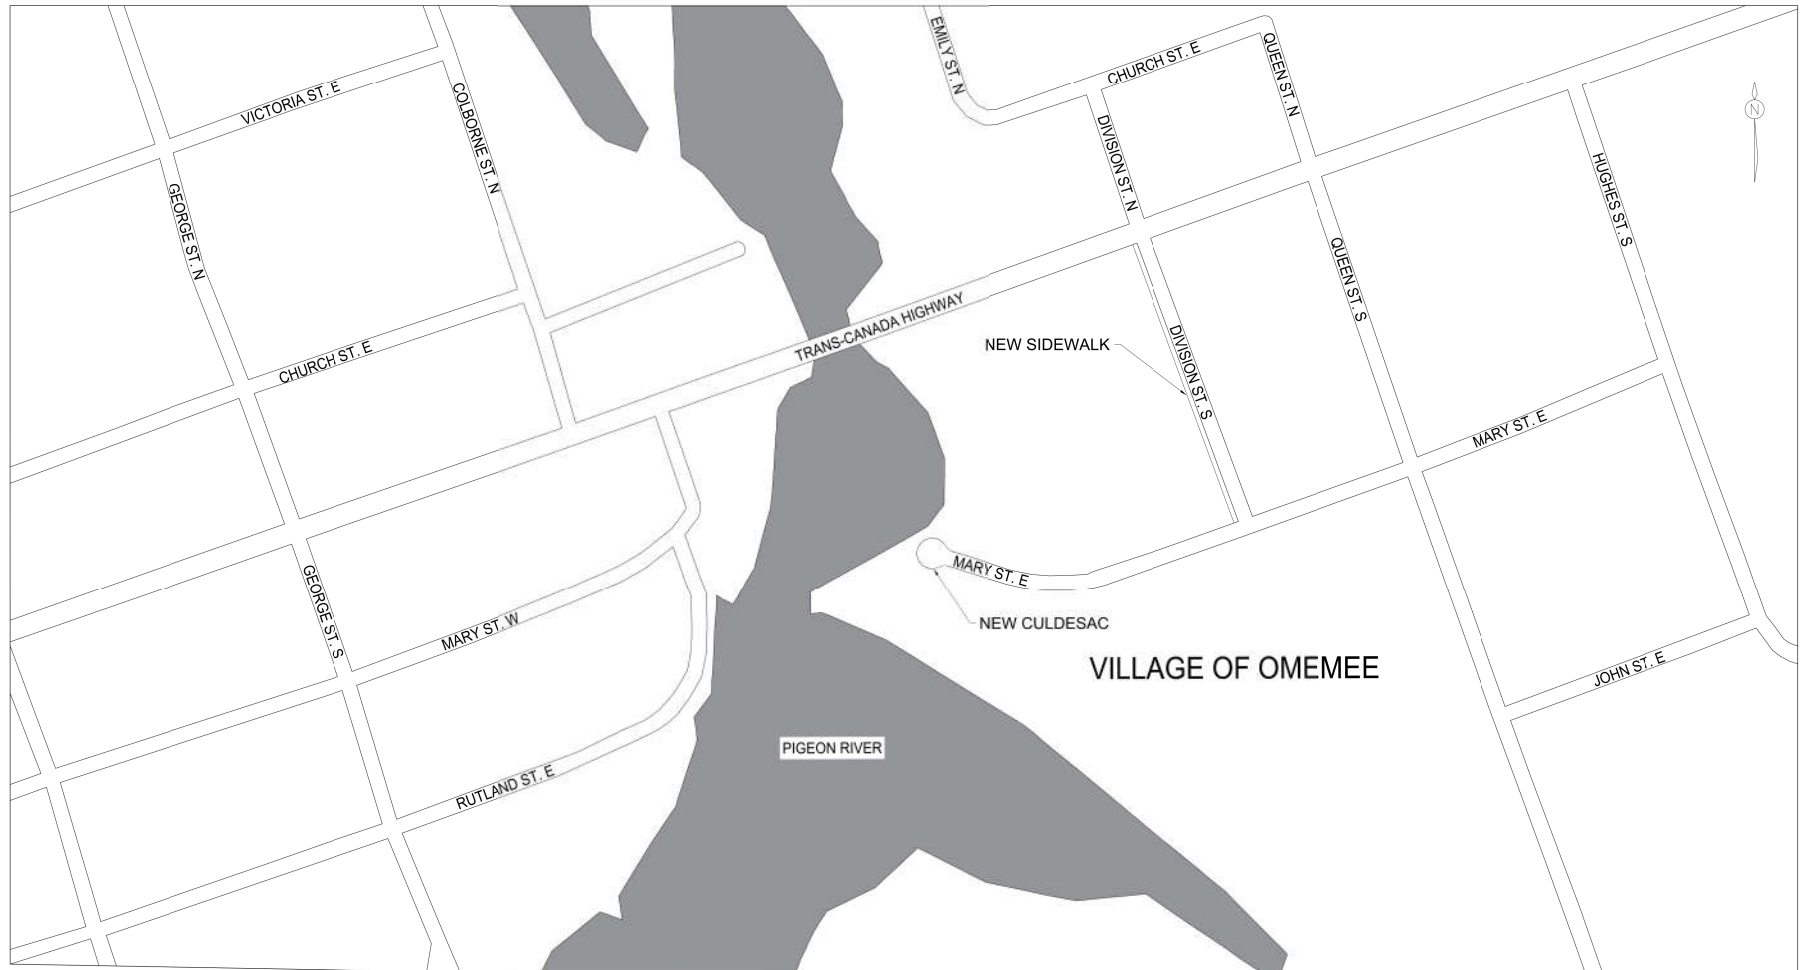 EMILY ST. N
CHURCH ST. E
QUEEN ST. N
VICTORIA ST. E
COLBORNE ST. N
N
DIVISION ST. N
GEORGE ST. N
HUGHES ST. S
QUEEN ST. S
TRANS-CANADA HIGHWAY
NEW SIDEWALK
DIVISION ST. S
CHURCH ST. E
MARY ST. E
GEORGE ST. S
MARY ST. E
NEW CULDESAC
MARY ST. W
VILLAGE OF OMEMEE
JOHN ST. E
PIGEON RIVER
RUTLAND ST. E